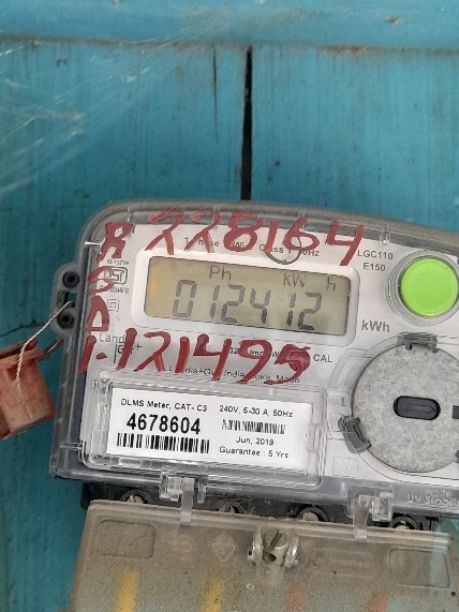 R 228164
LGC110
E150
Ph kW h
012412
kWh
S
D
CAL
1.121495
DLMS Meter, CAT- C3
4678604
240V, 5-30 A, 50Hz
Jun, 2019
Guarantee : 5 Yrs